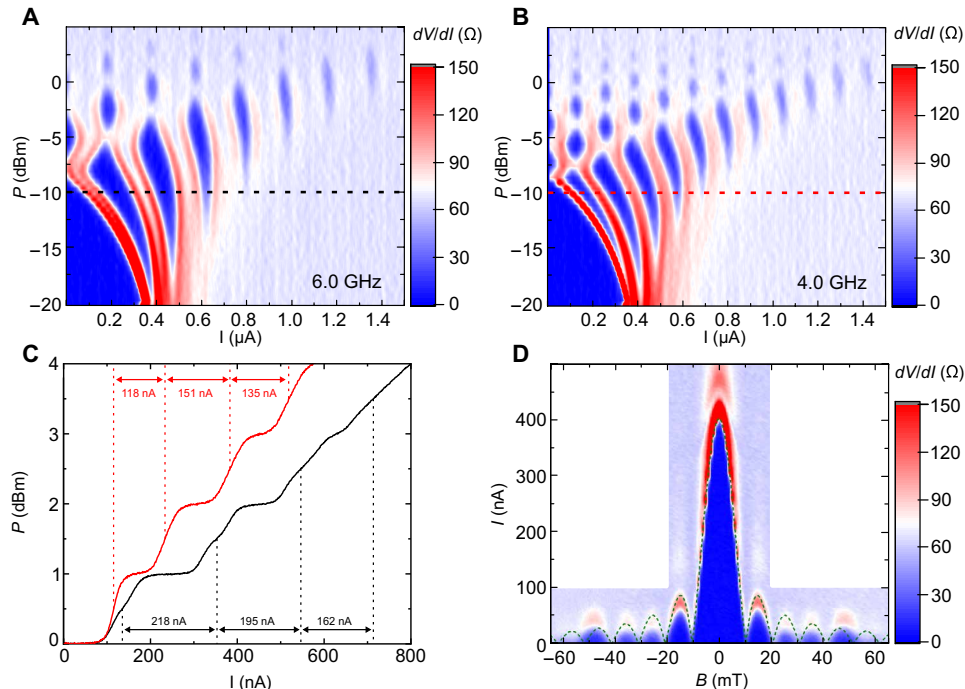 A
dV/dI (Ω)
150
120
90
60
30
0
P (dBm)
0
−5
−10
−15
−20
6.0 GHz
0.2 0.4 0.6 0.8 1.0 1.2 1.4
I (µA)
B
dV/dI (Ω)
150
120
90
60
30
0
P (dBm)
0
−5
−10
−15
−20
4.0 GHz
0.2 0.4 0.6 0.8 1.0 1.2 1.4
I (µA)
C
P (dBm)
4
3
2
1
0
118 nA 151 nA 135 nA
218 nA 195 nA 162 nA
0 200 400 600 800
I (nA)
D
dV/dI (Ω)
150
120
90
60
30
0
I (nA)
400
300
200
100
0
−60 −40 −20 0 20 40 60
B (mT)